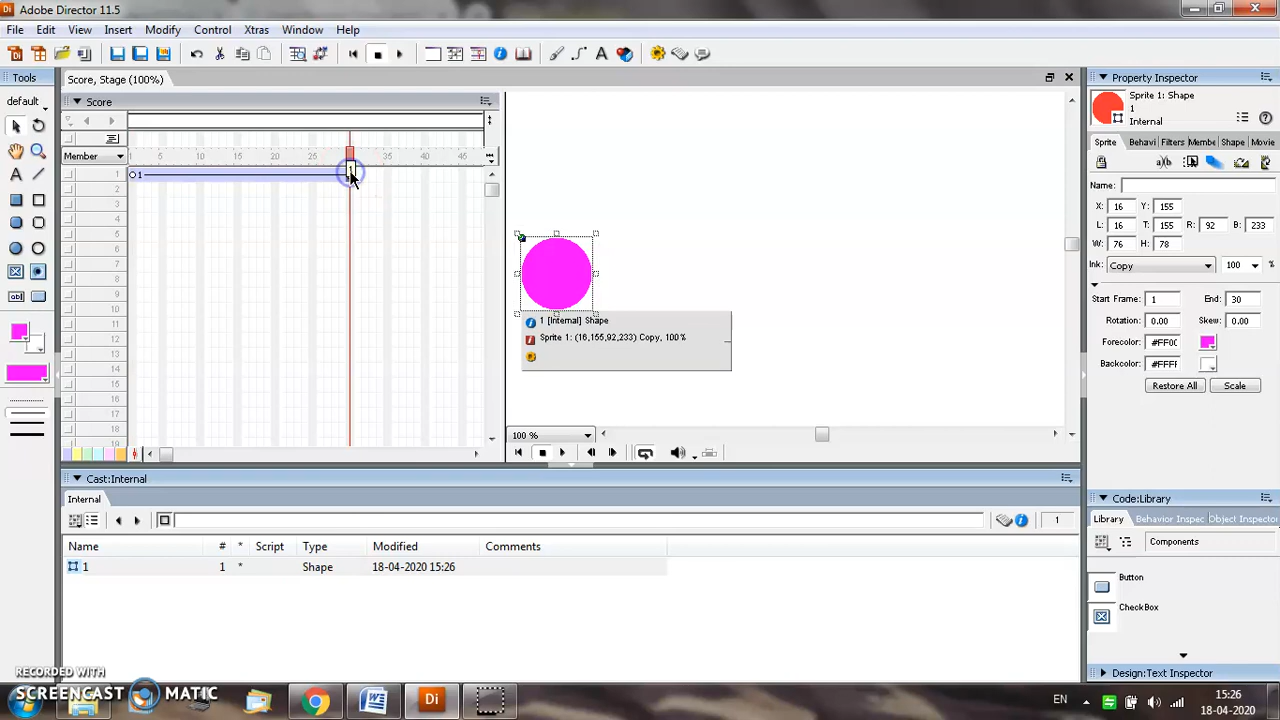 Adobe Director 11.5
File Edit View Insert Modify Control Xtras Window Help
Tools
Score, Stage (100%)
Property Inspector
default
Score
Sprite 1: Shape
1
Internal
Sprite Behavi Filters Membe Shape Movie
Member
1 5 10 15 20 25 35 40 45
1 1
2
3
4
5
6
7
8
9
10
11
12
13
14
15
16
17
18
19
Name:
X: 16 Y: 155
L: 16 T: 155 R: 92 B: 233
W: 76 H: 78
Ink: Copy 100 %
Start Frame: 1 End: 30
Rotation: 0.00 Skew: 0.00
Forecolor: #FF0C
Backcolor: #FFFF
Restore All Scale
1 [Internal] Shape
Sprite 1: (16,155,92,233) Copy, 100%
100 %
Cast:Internal
Internal
1
Name # * Script Type Modified Comments
1 1 * Shape 18-04-2020 15:26
Code:Library
Library Behavior Inspec Object Inspector
Components
Button
CheckBox
Design:Text Inspector
RECORDED WITH
SCREENCAST MATIC
Di
EN
15:26
18-04-2020